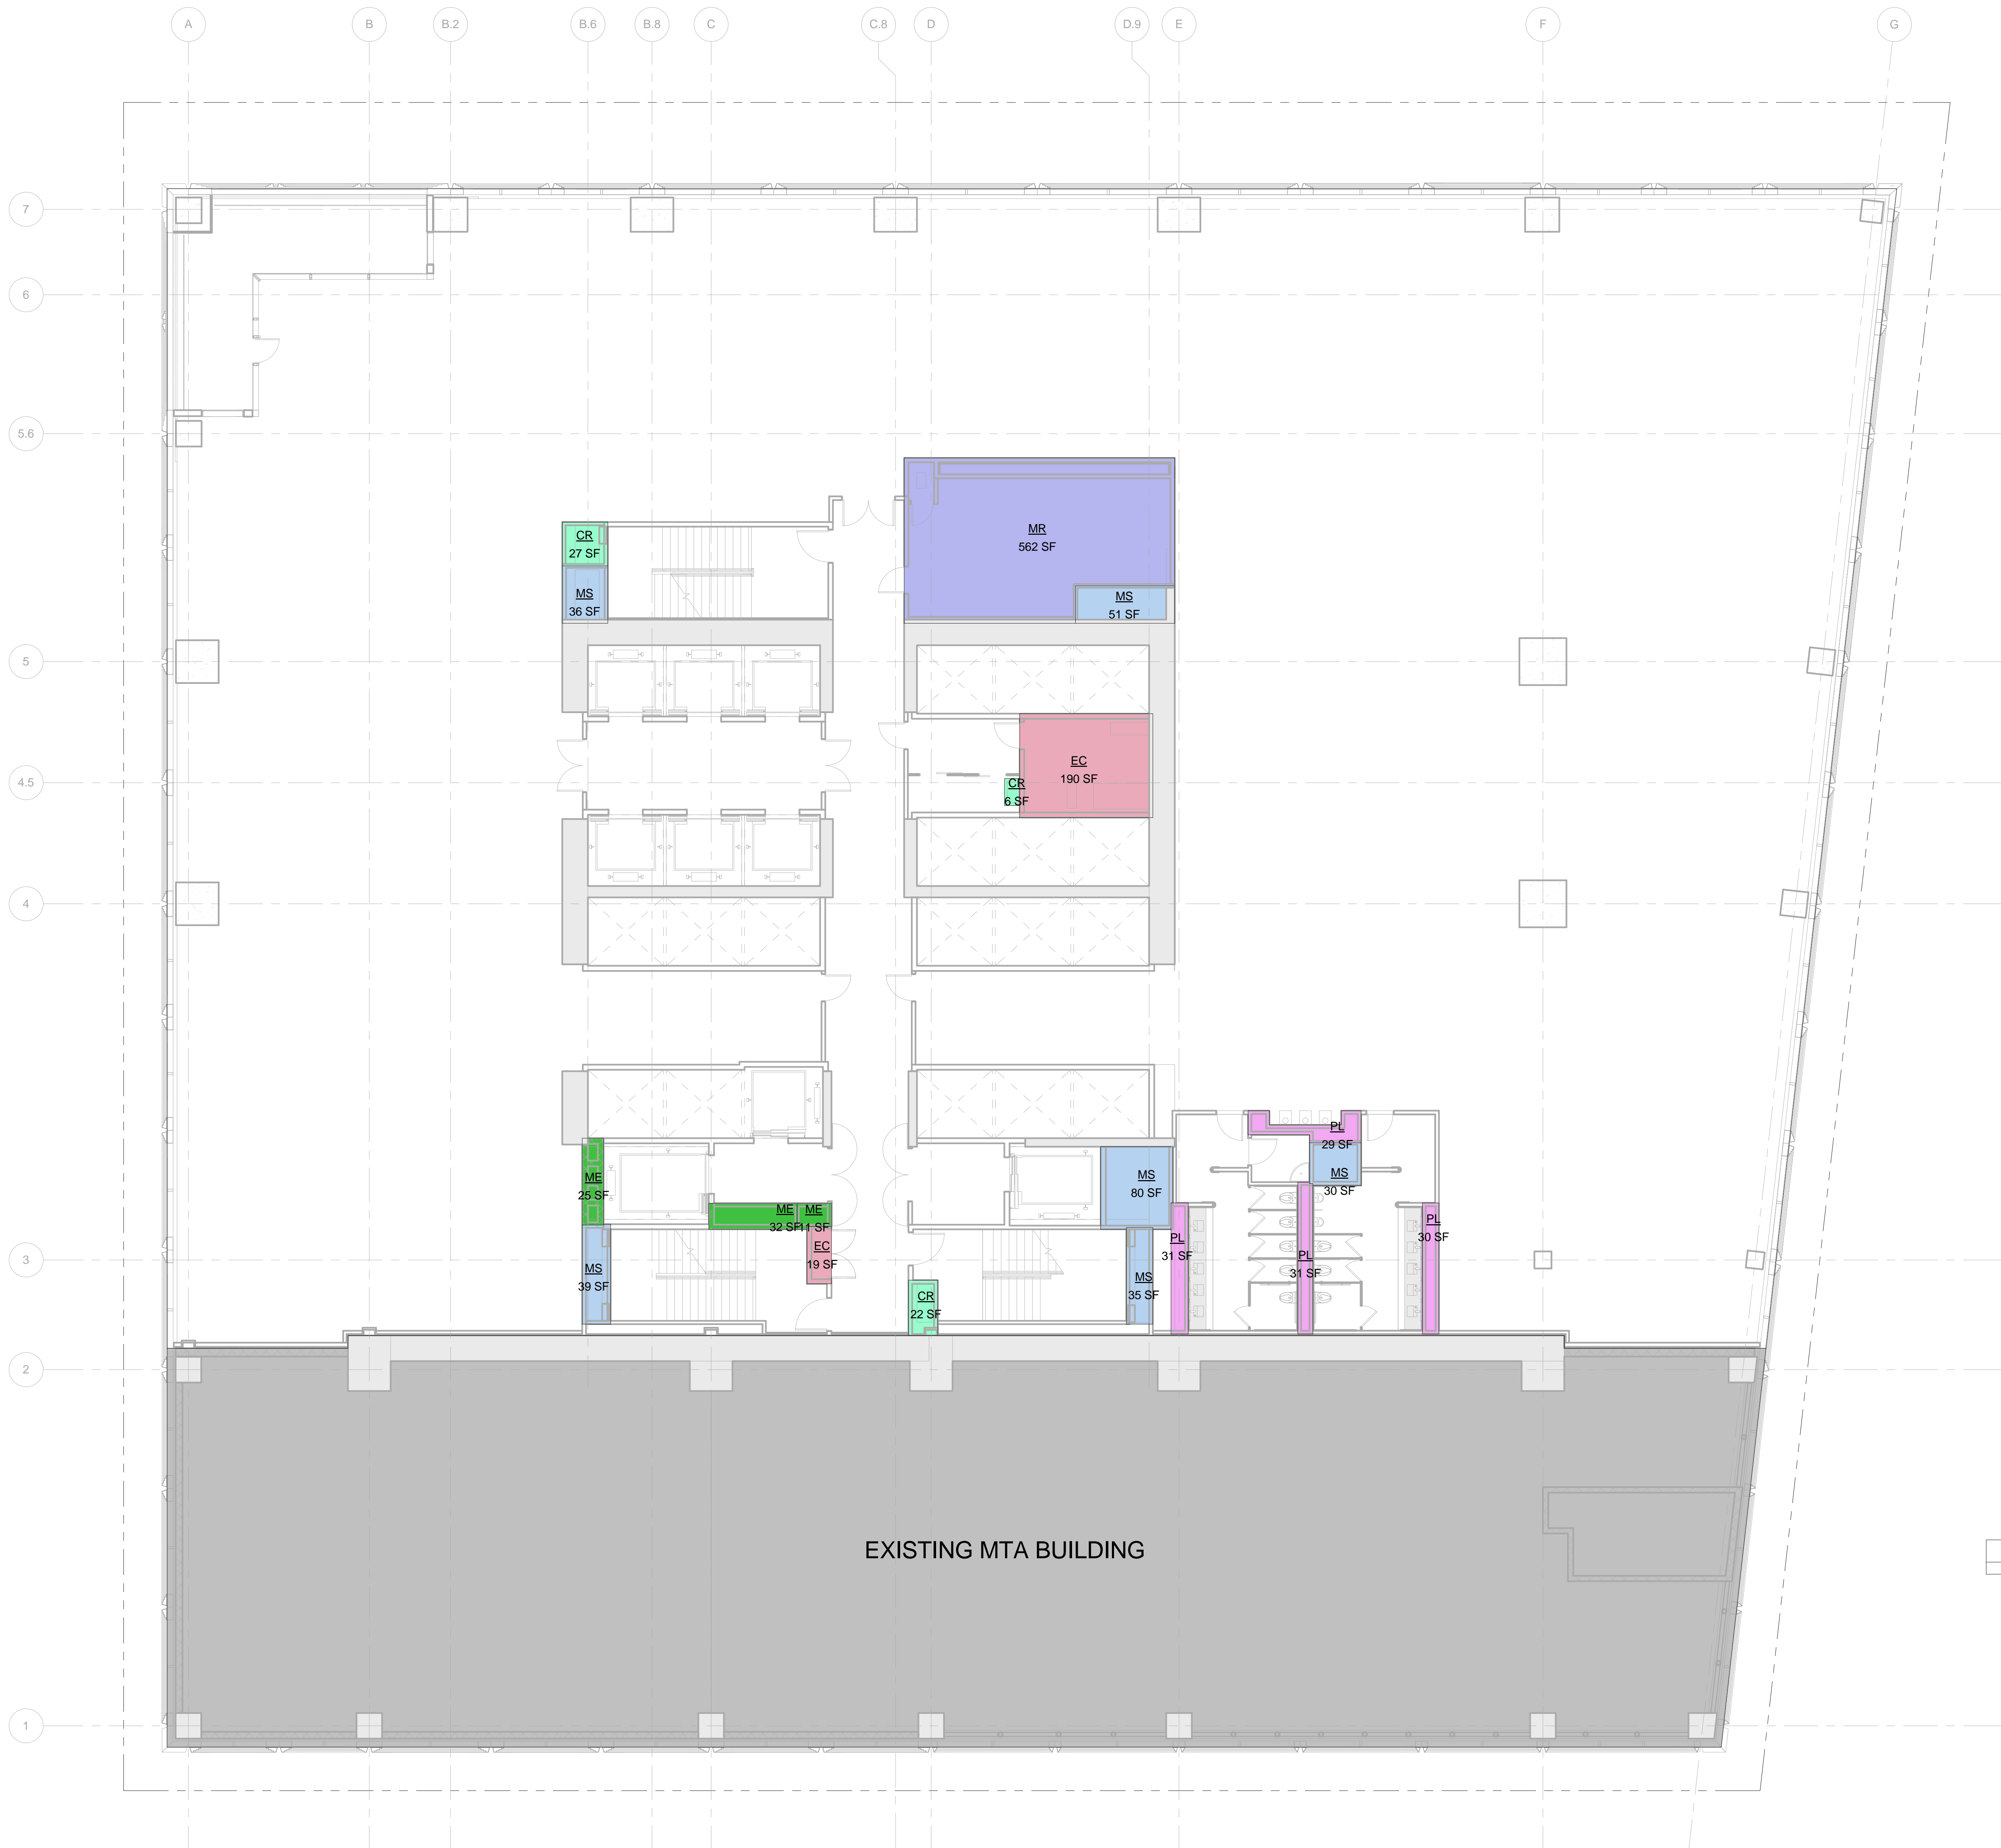 A
B
B.2
B.6
B.8
C
C.8
D
D.9
E
F
G
7
6
5.6
5
4.5
4
3
2
1
CR
27 SF
MS
36 SF
MR
562 SF
MS
51 SF
EC
190 SF
CR
6 SF
PL
29 SF
MS
30 SF
ME
25 SF
MS
80 SF
ME
32 SF
ME
11 SF
EC
19 SF
MS
39 SF
CR
22 SF
MS
35 SF
PL
31 SF
PL
31 SF
PL
30 SF
EXISTING MTA BUILDING